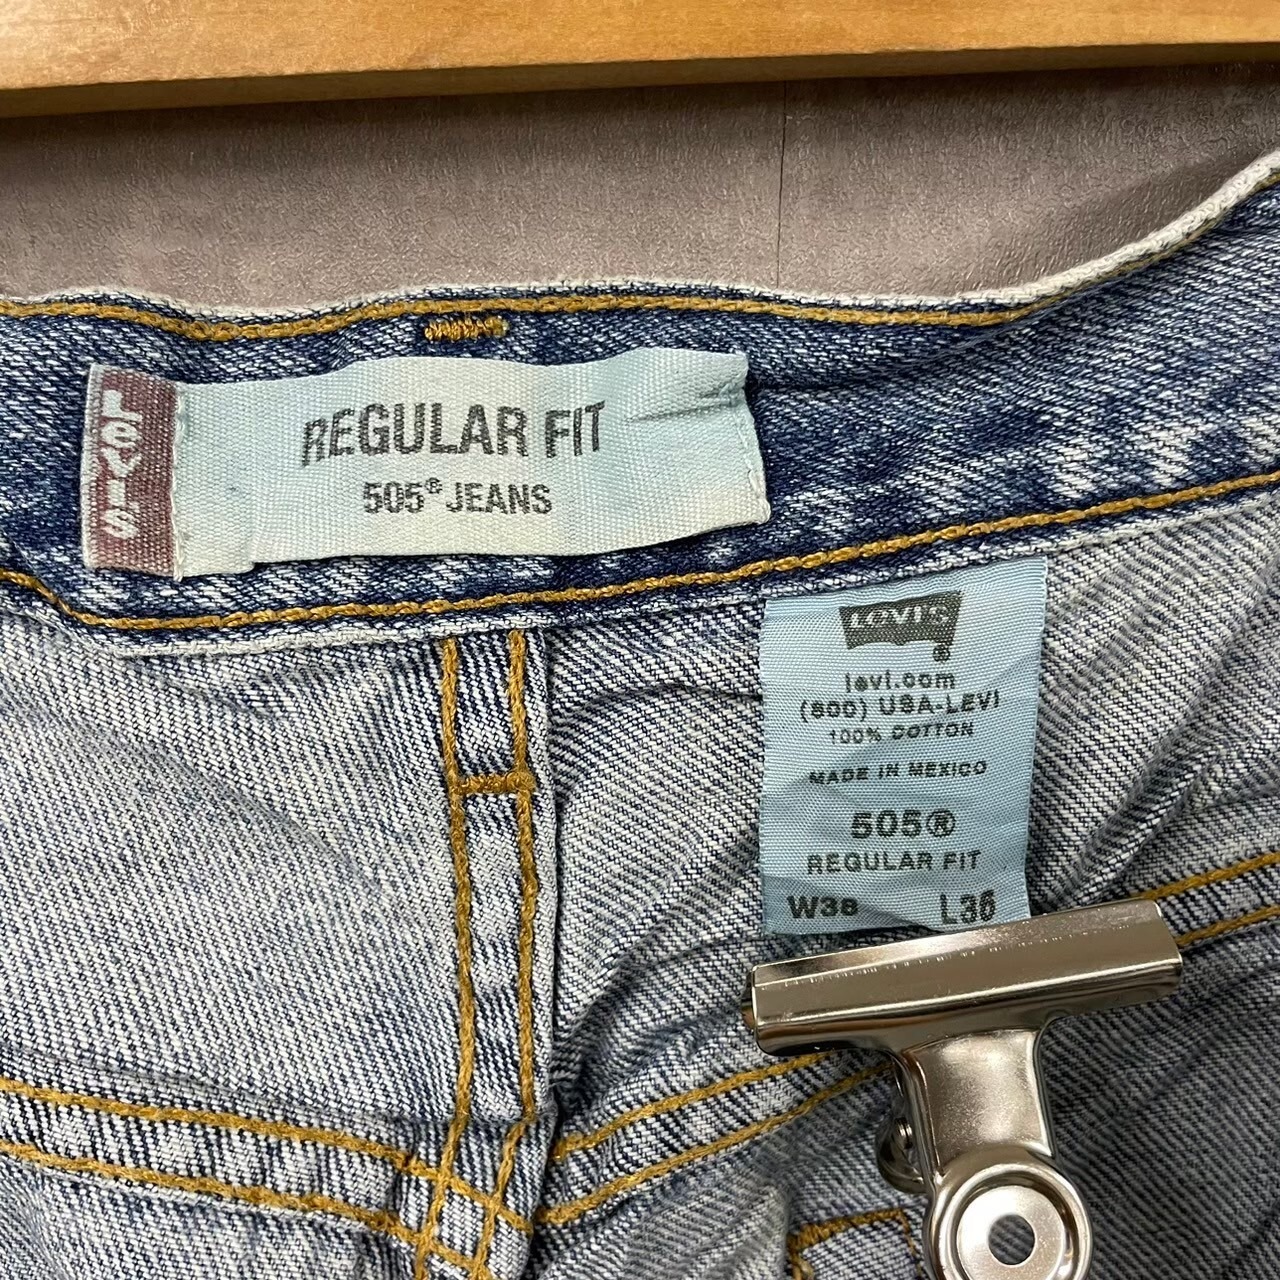 Levi's
REGULAR FIT
505® JEANS
LEVI'S
®
levi.com
(800) USA-LEVI
100% COTTON
MADE IN MEXICO
505®
REGULAR FIT
W38 L36